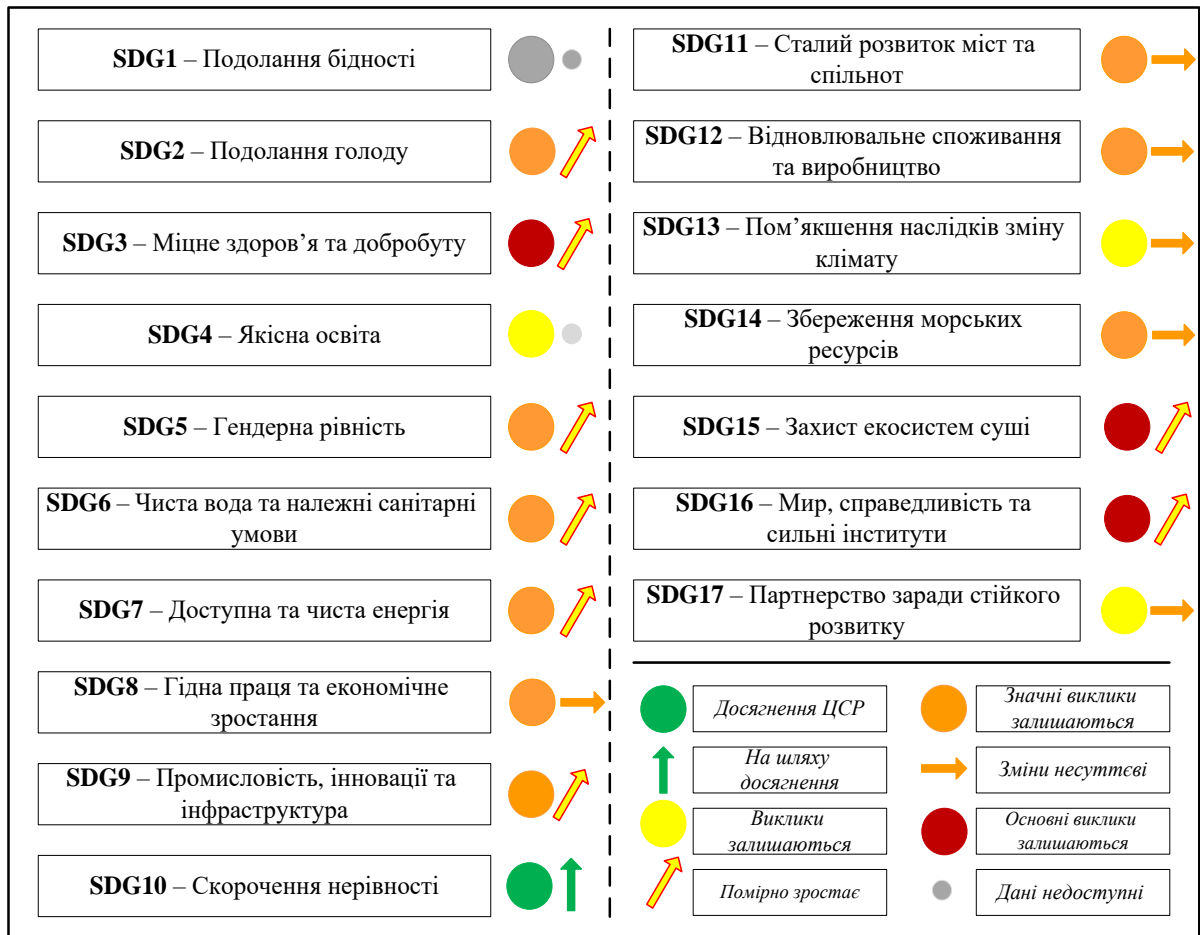 SDG1 – Подолання бідності
SDG2 – Подолання голоду
SDG3 – Міцне здоров’я та добробуту
SDG4 – Якісна освіта
SDG5 – Гендерна рівність
SDG6 – Чиста вода та належні санітарні
умови
SDG7 – Доступна та чиста енергія
SDG8 – Гідна праця та економічне
зростання
SDG9 – Промисловість, інновації та
інфраструктура
SDG10 – Скорочення нерівності
SDG11 – Сталий розвиток міст та
спільнот
SDG12 – Відновлювальне споживання
та виробництво
SDG13 – Пом’якшення наслідків зміну
клімату
SDG14 – Збереження морських
ресурсів
SDG15 – Захист екосистем суші
SDG16 – Мир, справедливість та
сильні інститути
SDG17 – Партнерство заради стійкого
розвитку
Досягнення ЦСР
На шляху
досягнення
Виклики
залишаються
Помірно зростає
Значні виклики
залишаються
Зміни несуттєві
Основні виклики
залишаються
Дані недоступні